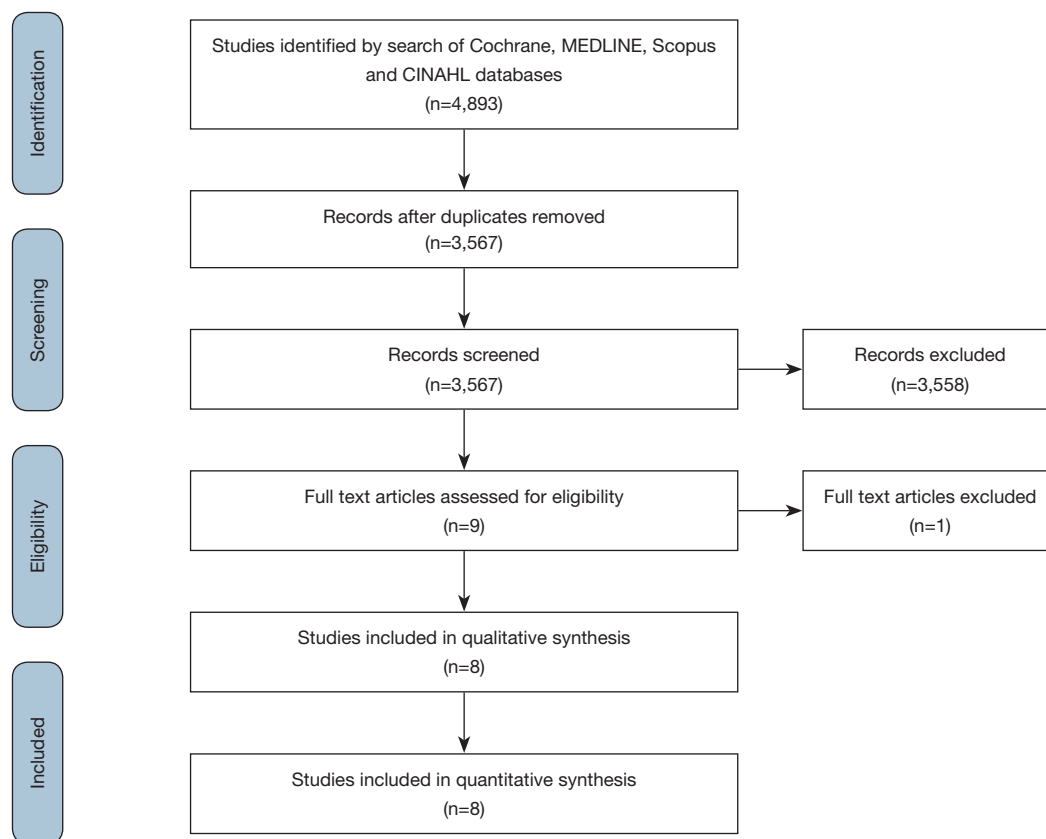 Identification
Studies identified by search of Cochrane, MEDLINE, Scopus
and CINAHL databases
(n=4,893)
Records after duplicates removed
(n=3,567)
Screening
Records screened
(n=3,567)
Records excluded
(n=3,558)
Eligibility
Full text articles assessed for eligibility
(n=9)
Full text articles excluded
(n=1)
Studies included in qualitative synthesis
(n=8)
Included
Studies included in quantitative synthesis
(n=8)